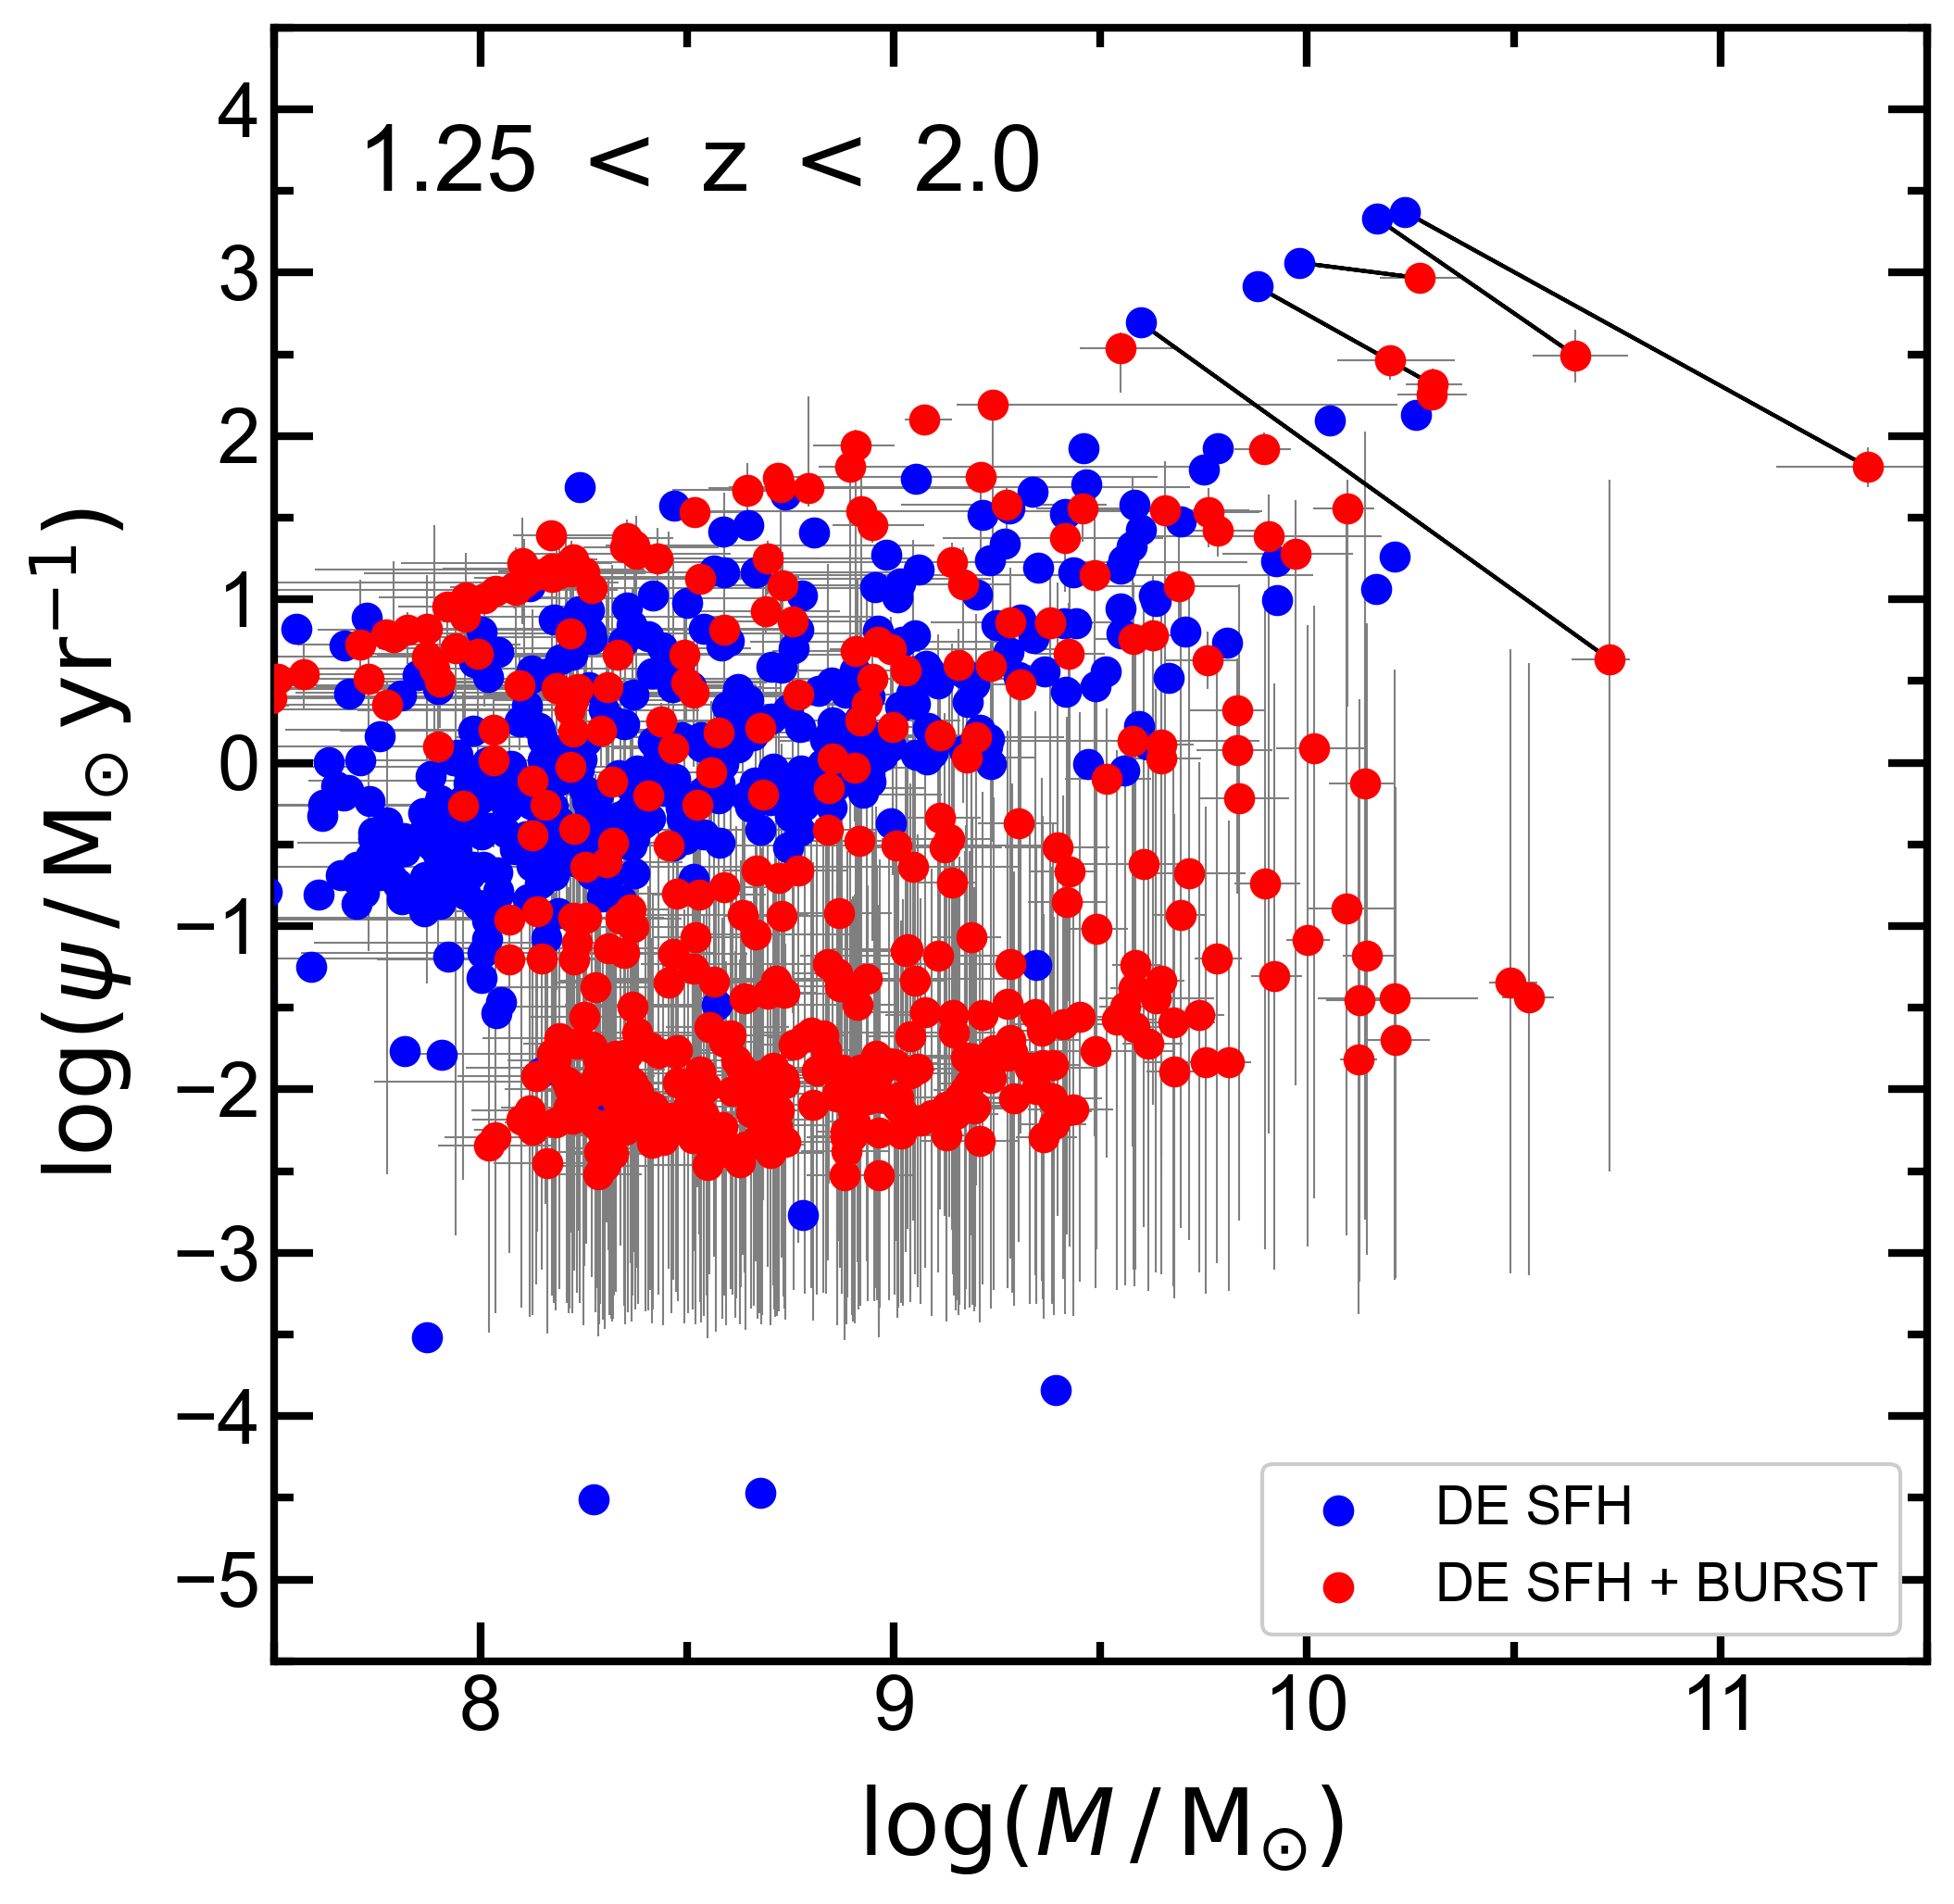 1.25 < z < 2.0
4
3
2
1
0
−1
−2
−3
−4
−5
log(ψ / M⊙ yr⁻¹)
DE SFH
DE SFH + BURST
8 9 10 11
log(M / M⊙)